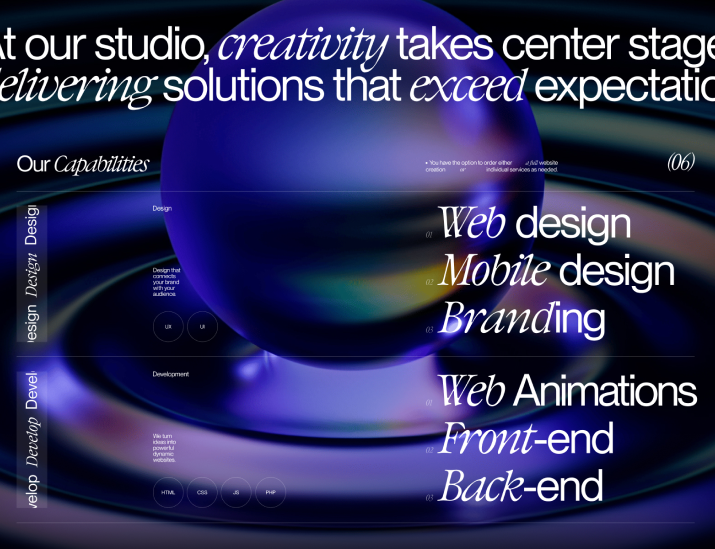 At our studio, creativity takes center stage
delivering solutions that exceed expectatio
Our Capabilities
• You have the option to order either a full website
creation or individual services as needed.
(06)
Design
esign Design Desig
Design that
connects
your brand
with your
audience.
UX UI
01 Web design
02 Mobile design
03 Branding
Development
velop Develop Devel
We turn
ideas into
powerful
dynamic
websites.
HTML CSS JS PHP
01 Web Animations
02 Front-end
03 Back-end